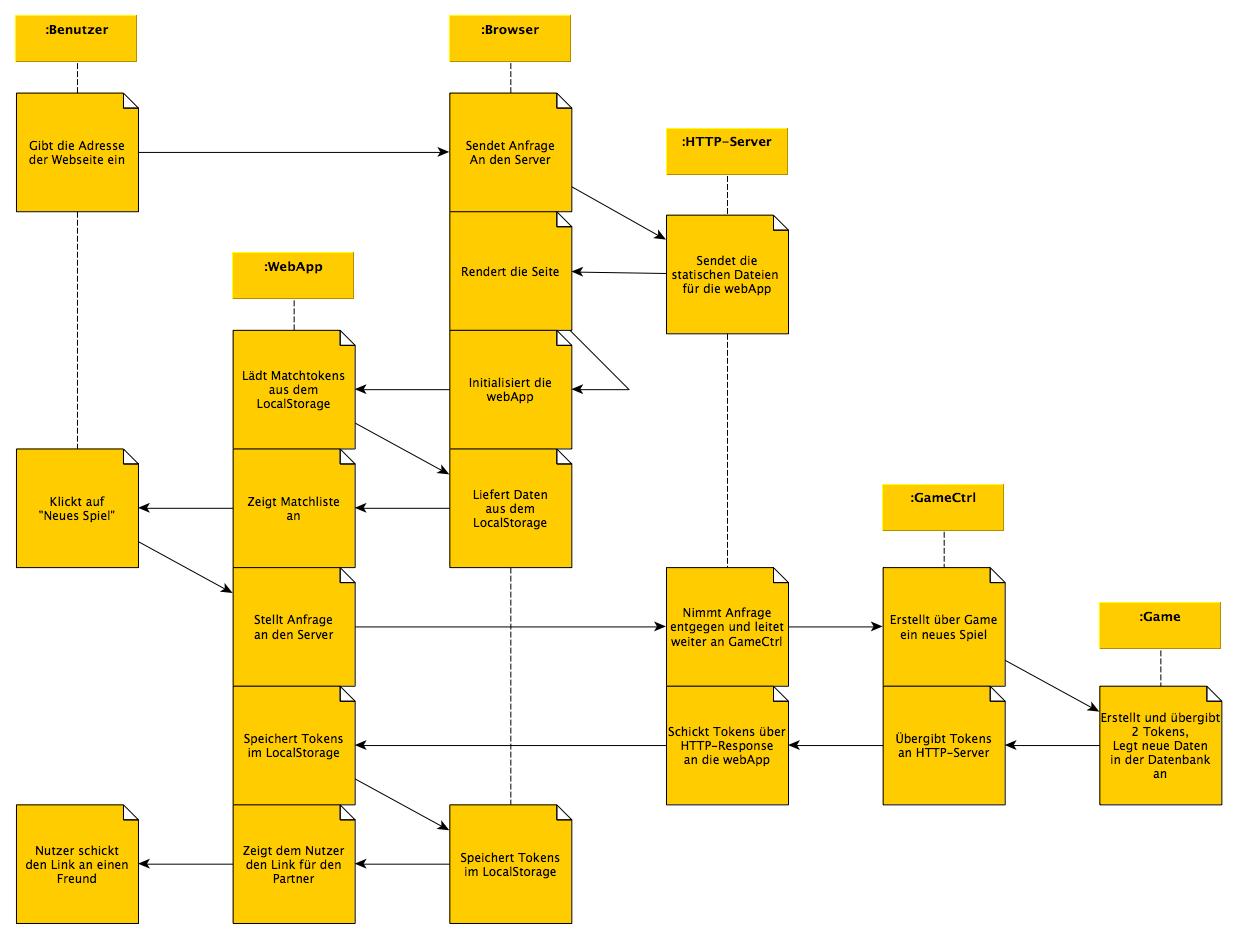 :Benutzer
:Browser
Gibt die Adresse
der Webseite ein
Sendet Anfrage
An den Server
:HTTP-Server
Rendert die Seite
Sendet die
statischen Dateien
für die webApp
:WebApp
Lädt Matchtokens
aus dem
LocalStorage
Initialisiert die
webApp
Klickt auf
"Neues Spiel"
Zeigt Matchliste
an
Liefert Daten
aus dem
LocalStorage
:GameCtrl
Stellt Anfrage
an den Server
Nimmt Anfrage
entgegen und leitet
weiter an GameCtrl
Erstellt über Game
ein neues Spiel
:Game
Speichert Tokens
im LocalStorage
Schickt Tokens über
HTTP-Response
an die webApp
Übergibt Tokens
an HTTP-Server
Erstellt und übergibt
2 Tokens,
Legt neue Daten
in der Datenbank
an
Nutzer schickt
den Link an einen
Freund
Zeigt dem Nutzer
den Link für den
Partner
Speichert Tokens
im LocalStorage